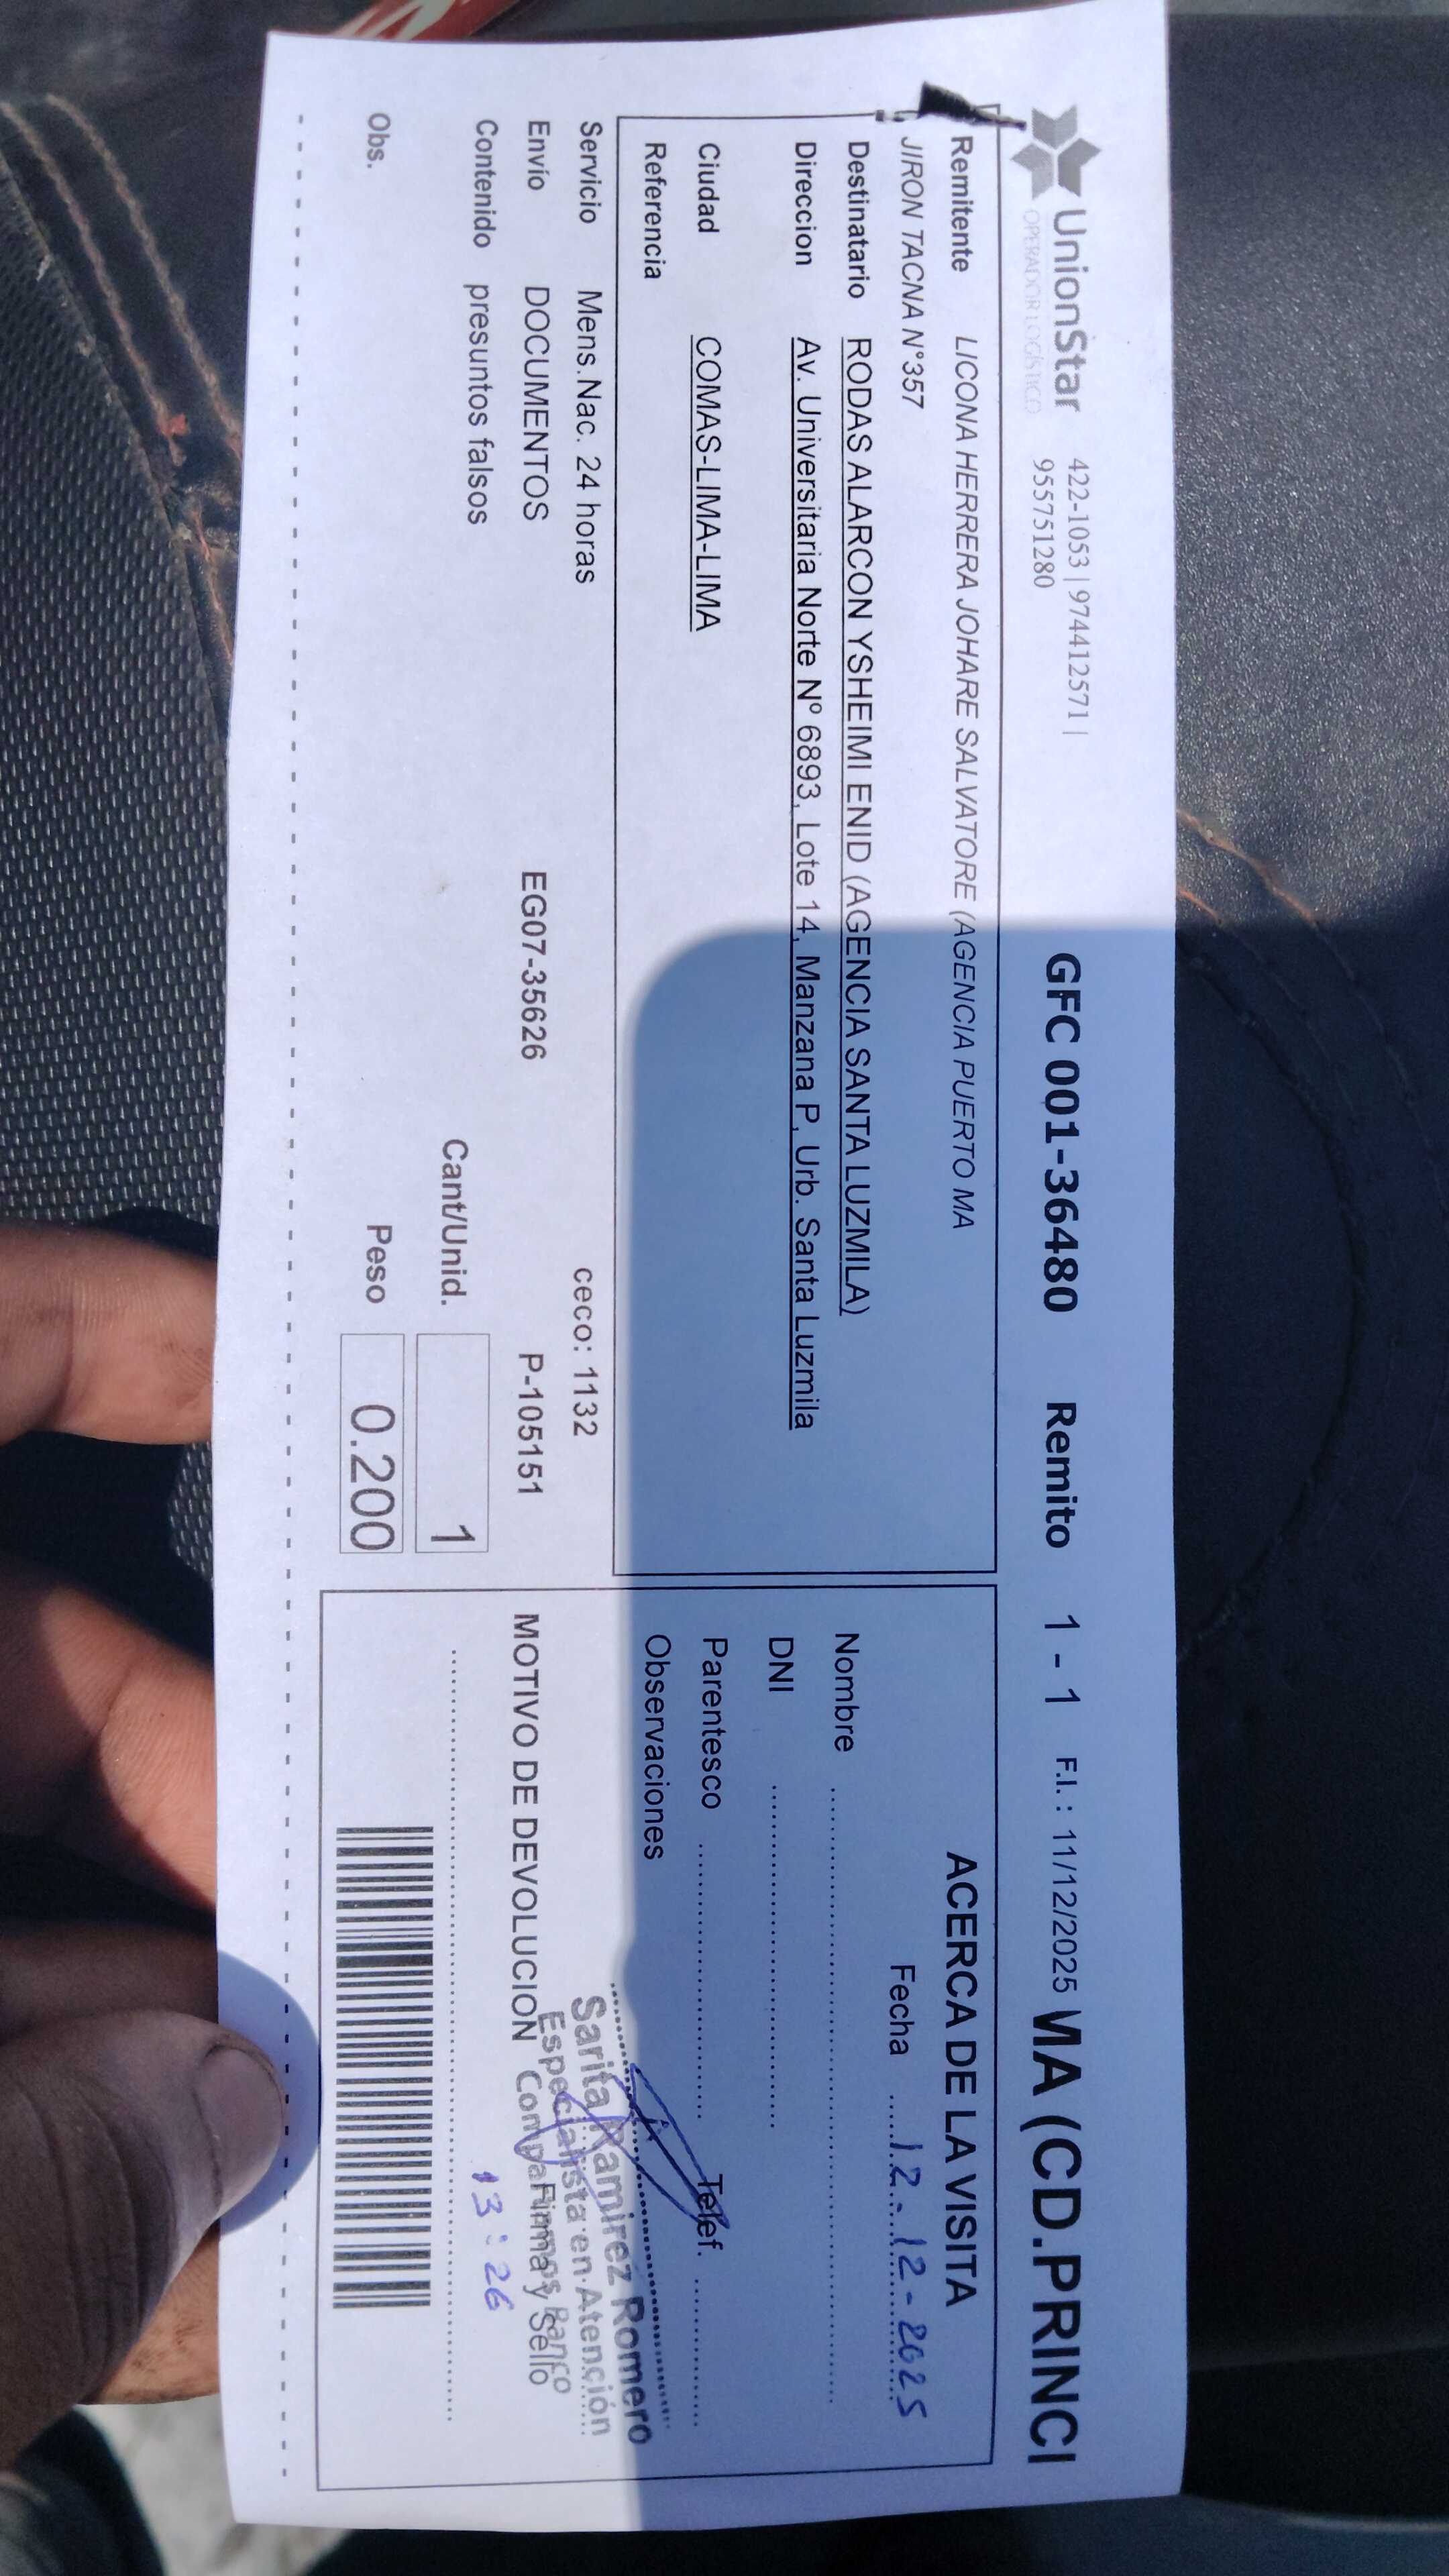 UnionStar
OPERADOR LOGISTICO
422-1053 | 974412571 |
955751280
GFC 001-36480 Remito 1 - 1 F.I. : 11/12/2025 MA (CD.PRINCI
Remitente LICONA HERRERA JOHARE SALVATORE (AGENCIA PUERTO MA
JIRON TACNA N°357
Destinatario RODAS ALARCON YSHEIMI ENID (AGENCIA SANTA LUZMILA)
Direccion Av. Universitaria Norte Nº 6893, Lote 14, Manzana P, Urb. Santa Luzmila
Ciudad COMAS-LIMA-LIMA
Referencia
Servicio Mens.Nac. 24 horas ceco: 1132
Envío DOCUMENTOS EG07-35626 P-105151
Contenido presuntos falsos
Cant/Unid. 1
Obs.
Peso 0.200
ACERCA DE LA VISITA
Fecha 12-12-2025
Nombre
DNI
Parentesco Telef.
Observaciones
Sarita Ramirez Romero
Especialista en Atención
MOTIVO DE DEVOLUCION Firma y Sello
13:26